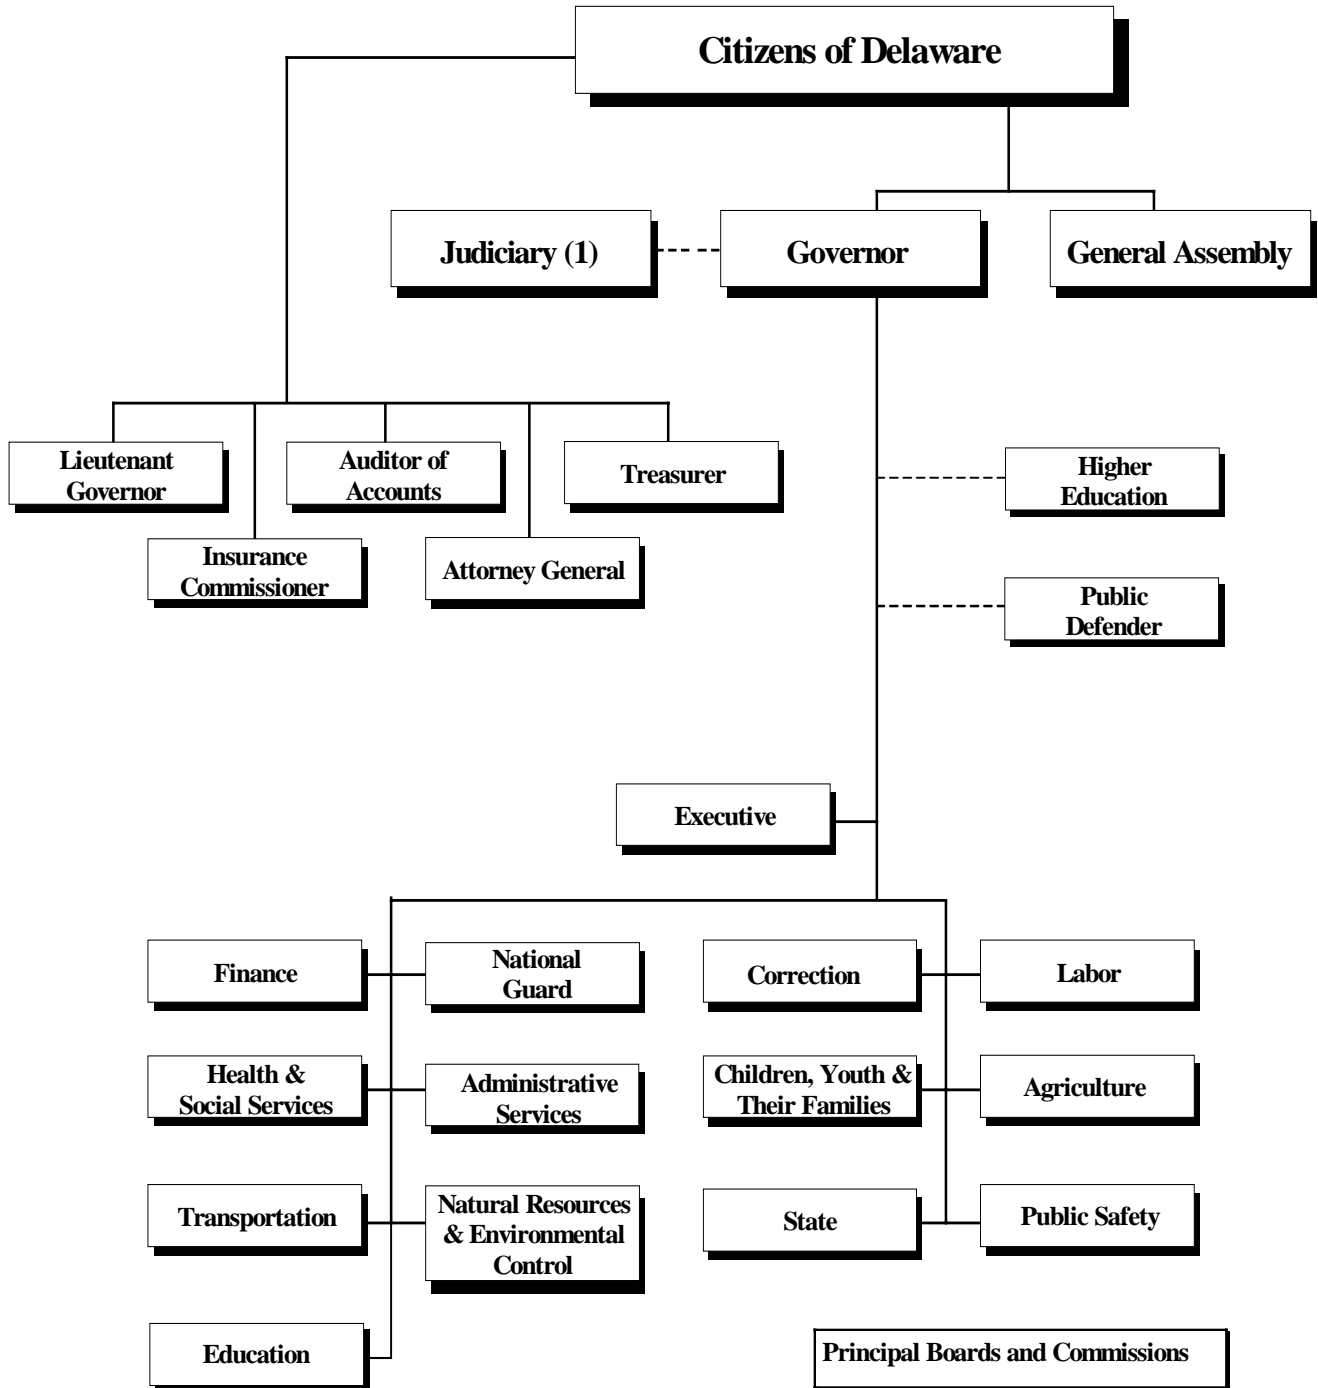 Citizens of Delaware
Judiciary (1)
Governor
General Assembly
Lieutenant
Governor
Auditor of
Accounts
Treasurer
Insurance
Commissioner
Attorney General
Higher
Education
Public
Defender
Executive
Finance
National
Guard
Correction
Labor
Health &
Social Services
Administrative
Services
Children, Youth &
Their Families
Agriculture
Transportation
Natural Resources
& Environmental
Control
State
Public Safety
Education
Principal Boards and Commissions